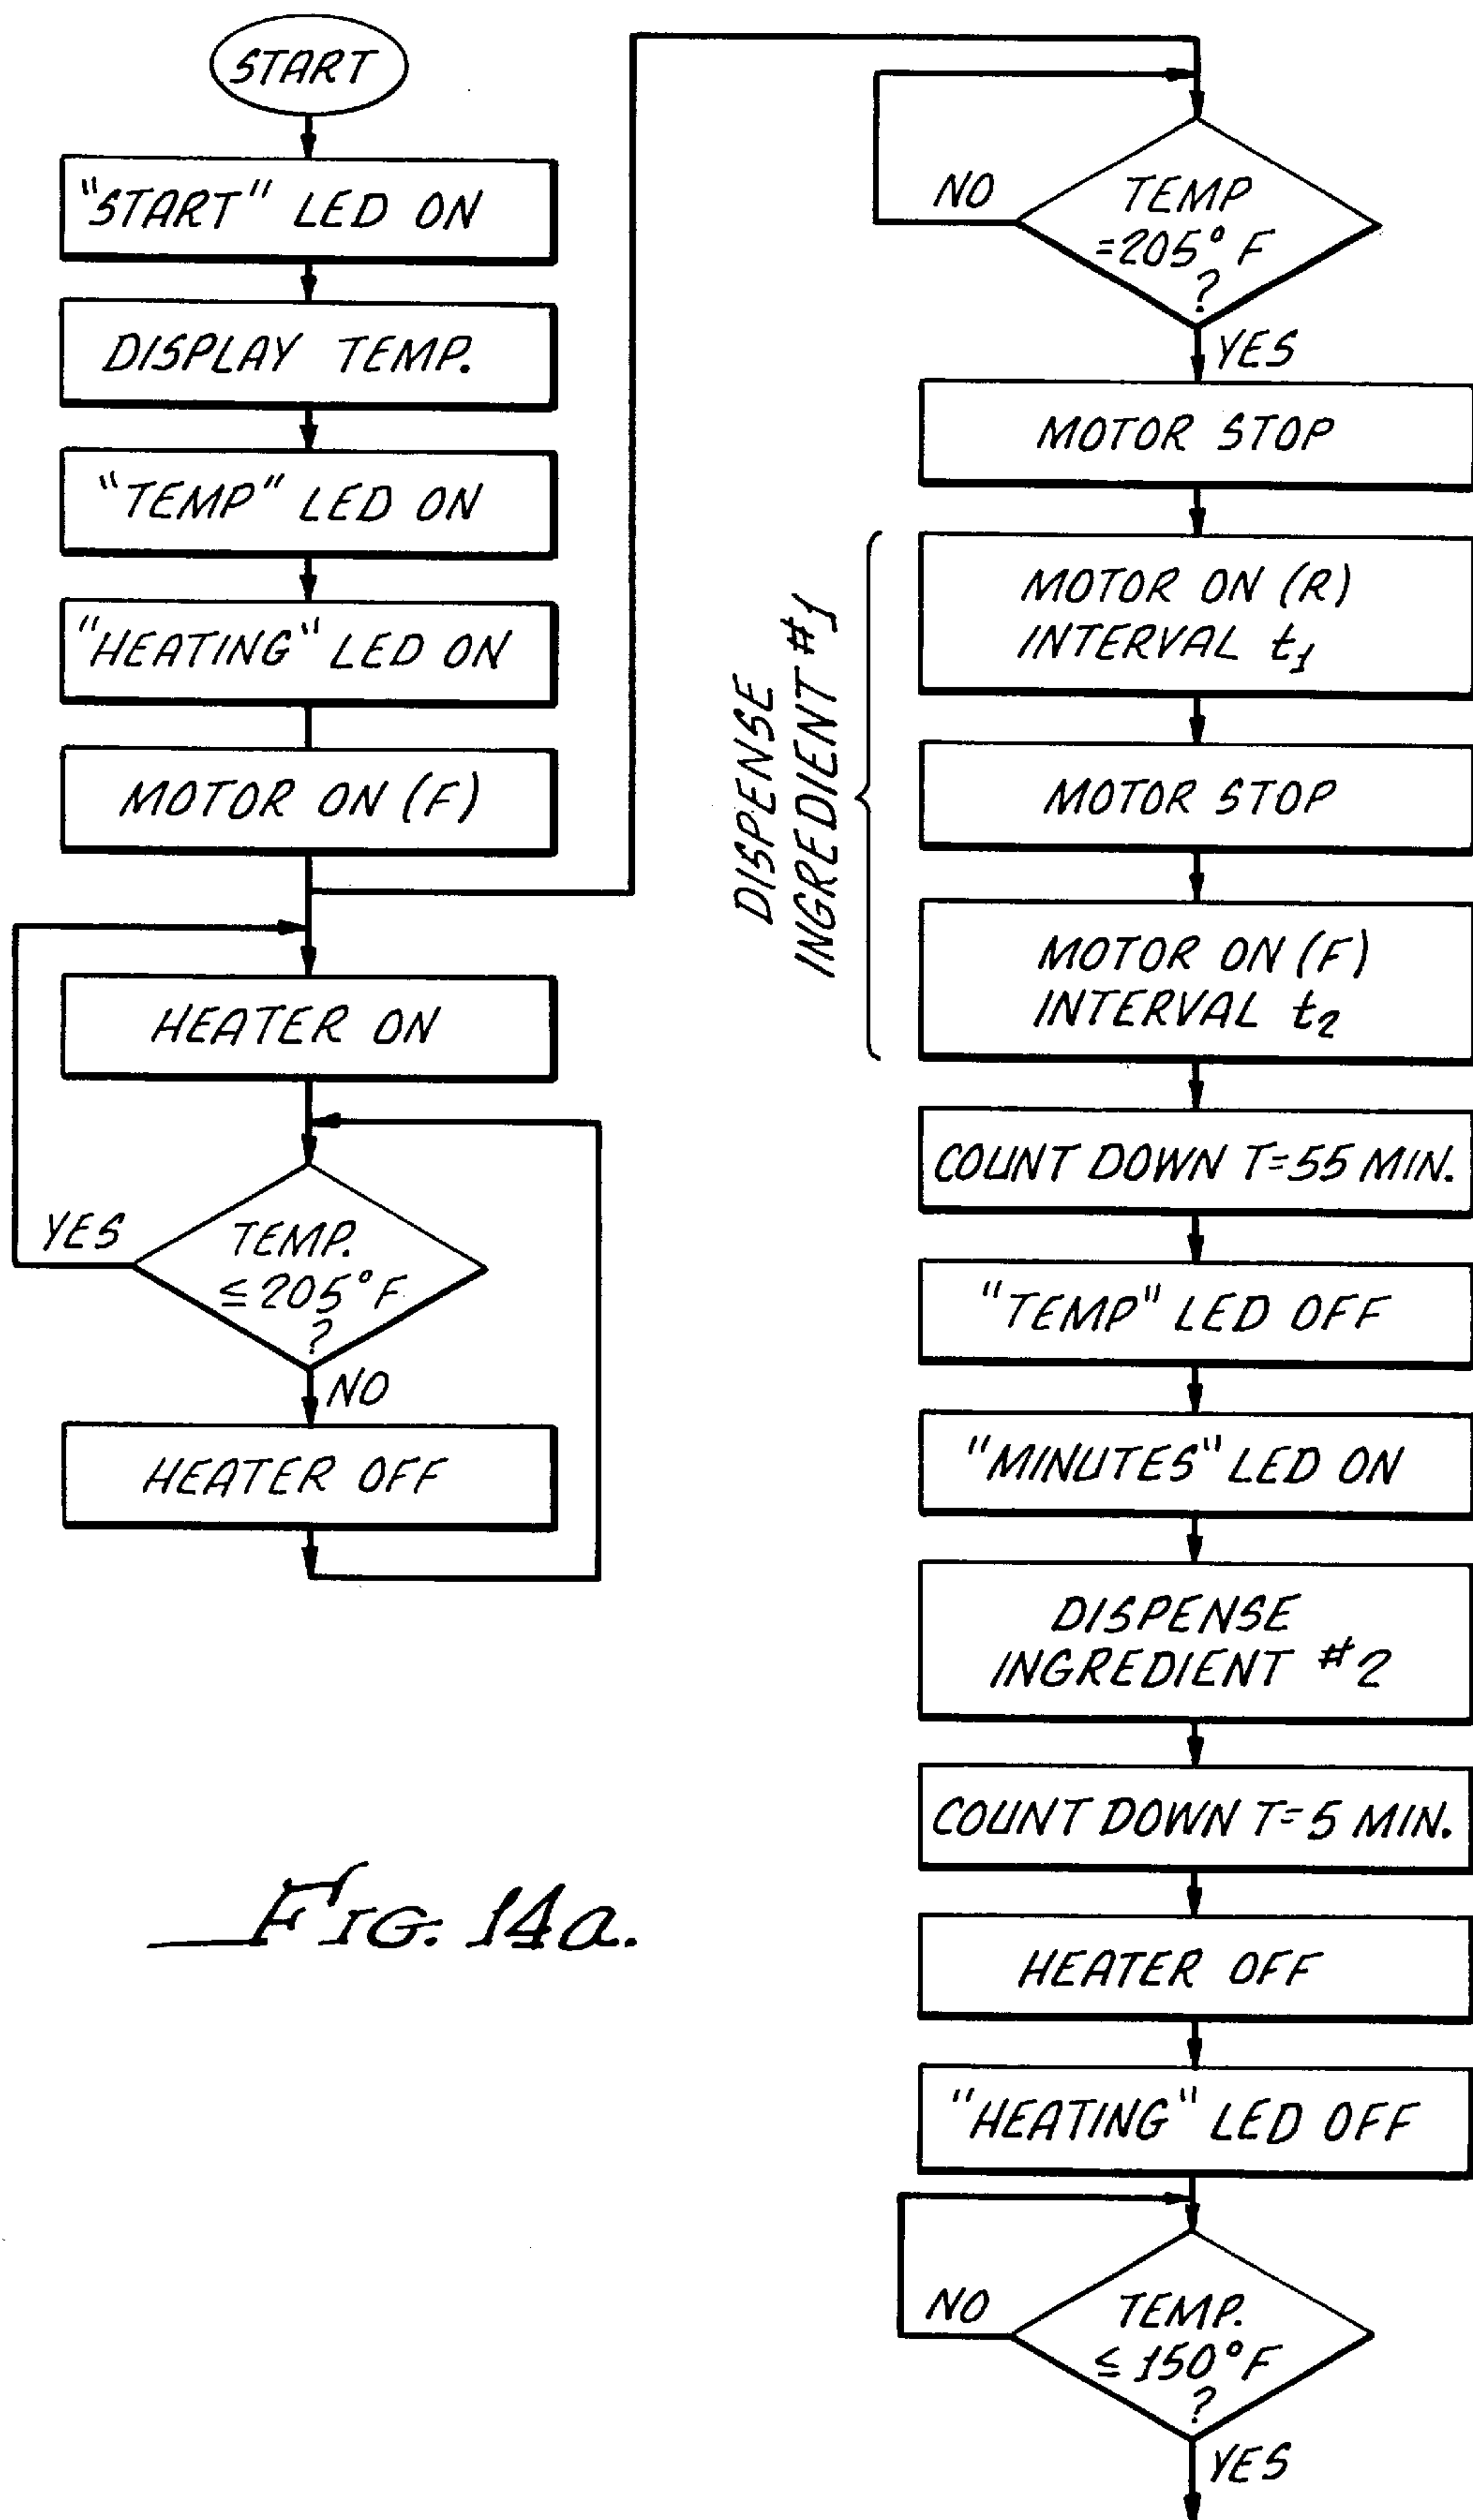 START
"START" LED ON
DISPLAY TEMP.
"TEMP" LED ON
"HEATING" LED ON
MOTOR ON (F)
HEATER ON
YES
TEMP.
≤205°F
?
NO
HEATER OFF
NO
TEMP
=205°F
?
YES
MOTOR STOP
DISPENSE
INGREDIENT #1
MOTOR ON (R)
INTERVAL t1
MOTOR STOP
MOTOR ON (F)
INTERVAL t2
COUNT DOWN T=55 MIN.
"TEMP" LED OFF
"MINUTES" LED ON
DISPENSE
INGREDIENT #2
COUNT DOWN T=5 MIN.
HEATER OFF
"HEATING" LED OFF
NO
TEMP.
≤150°F
?
YES
FIG. 14a.